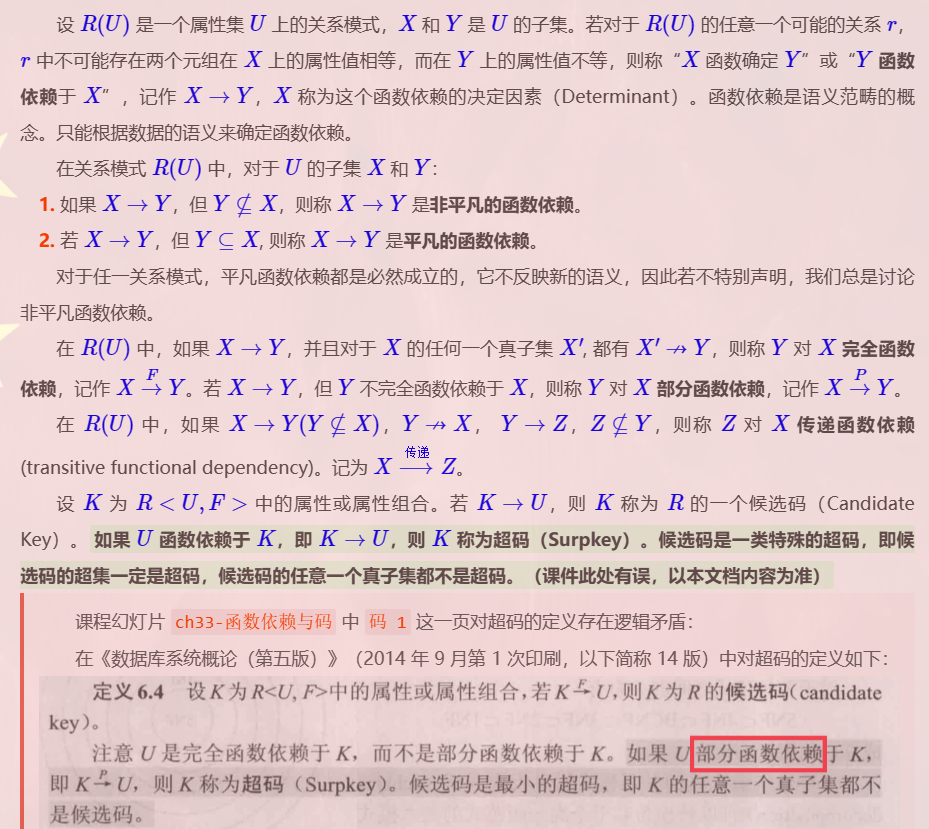 设 R(U) 是一个属性集 U 上的关系模式，X 和 Y 是 U 的子集。若对于 R(U) 的任意一个可能的关系 r，
r 中不可能存在两个元组在 X 上的属性值相等，而在 Y 上的属性值不等，则称“X 函数确定 Y”或“Y 函数
依赖于 X”，记作 X → Y，X 称为这个函数依赖的决定因素（Determinant）。函数依赖是语义范畴的概
念。只能根据数据的语义来确定函数依赖。
在关系模式 R(U) 中，对于 U 的子集 X 和 Y：
1. 如果 X → Y，但 Y ⊈ X，则称 X → Y 是非平凡的函数依赖。
2. 若 X → Y，但 Y ⊆ X, 则称 X → Y 是平凡的函数依赖。
对于任一关系模式，平凡函数依赖都是必然成立的，它不反映新的语义，因此若不特别声明，我们总是讨论
非平凡函数依赖。
在 R(U) 中，如果 X → Y，并且对于 X 的任何一个真子集 X′, 都有 X′ ↛ Y，则称 Y 对 X 完全函数
依赖，记作 X F→ Y。若 X → Y，但 Y 不完全函数依赖于 X，则称 Y 对 X 部分函数依赖，记作 X P→ Y。
在 R(U) 中，如果 X → Y(Y ⊈ X)，Y ↛ X， Y → Z，Z ⊈ Y，则称 Z 对 X 传递函数依赖
(transitive functional dependency)。记为 X 传递→ Z。
设 K 为 R < U, F > 中的属性或属性组合。若 K → U，则 K 称为 R 的一个候选码（Candidate
Key）。如果 U 函数依赖于 K，即 K → U，则 K 称为超码（Surpkey）。候选码是一类特殊的超码，即候
选码的超集一定是超码，候选码的任意一个真子集都不是超码。（课件此处有误，以本文档内容为准）
课程幻灯片 ch33-函数依赖与码 中 码 1 这一页对超码的定义存在逻辑矛盾：
在《数据库系统概论（第五版）》（2014 年 9 月第 1 次印刷，以下简称 14 版）中对超码的定义如下：
定义 6.4 设 K 为 R<U, F>中的属性或属性组合，若 K F→ U，则 K 为 R 的候选码(candidate
key)。
注意 U 是完全函数依赖于 K，而不是部分函数依赖于 K。如果 U 部分函数依赖于 K，
即 K P→ U，则 K 称为超码（Surpkey）。候选码是最小的超码，即 K 的任意一个真子集都不
是候选码。